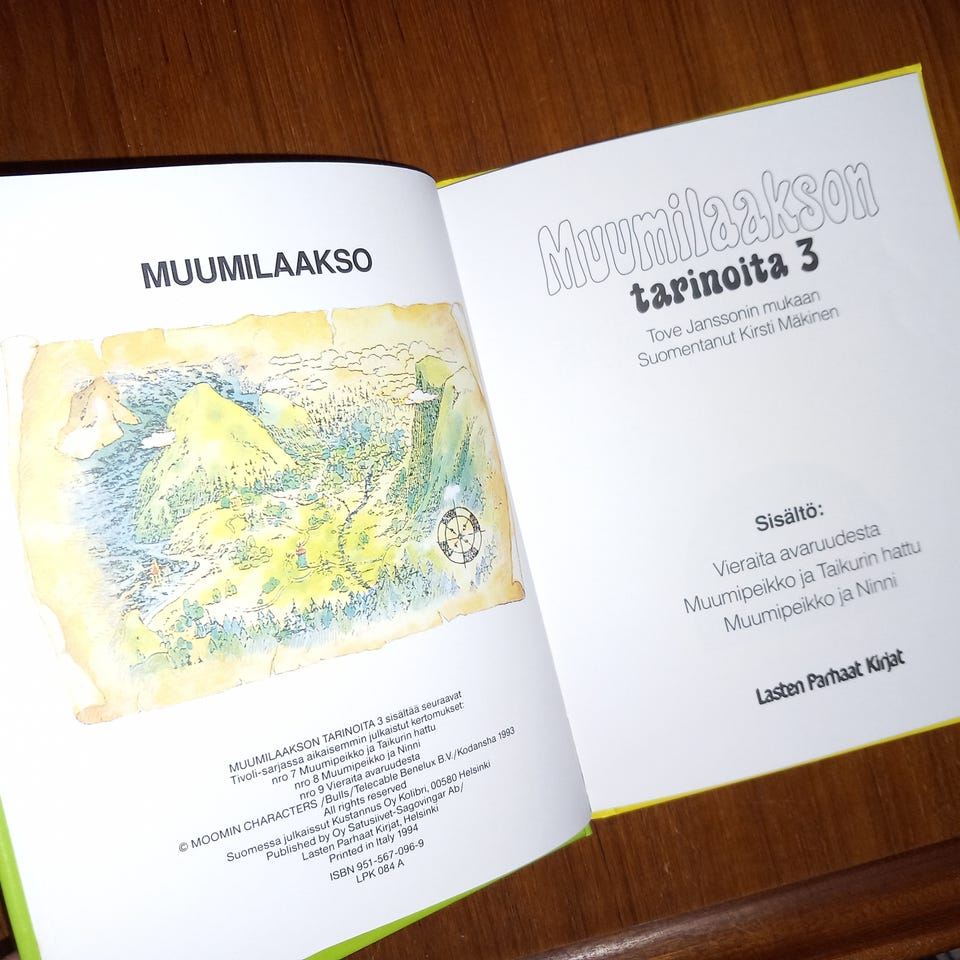 MUUMILAAKSO
MUUMILAAKSON TARINOITA 3 sisältää seuraavat
Tivoli-sarjassa aikaisemmin julkaistut kertomukset:
nro 7 Muumipeikko ja Taikurin hattu
nro 8 Muumipeikko ja Ninni
nro 9 Vieraita avaruudesta
© MOOMIN CHARACTERS /Bulls/Telecable Benelux B.V./Kodansha 1993
All rights reserved
Suomessa julkaissut Kustannus Oy Kolibri, 00580 Helsinki
Published by Oy Satusiivet-Sagovingar Ab/
Lasten Parhaat Kirjat, Helsinki
Printed in Italy 1994
ISBN 951-567-096-9
LPK 084 A
Muumilaakson
tarinoita 3
Tove Janssonin mukaan
Suomentanut Kirsti Mäkinen
Sisältö:
Vieraita avaruudesta
Muumipeikko ja Taikurin hattu
Muumipeikko ja Ninni
Lasten Parhaat Kirjat